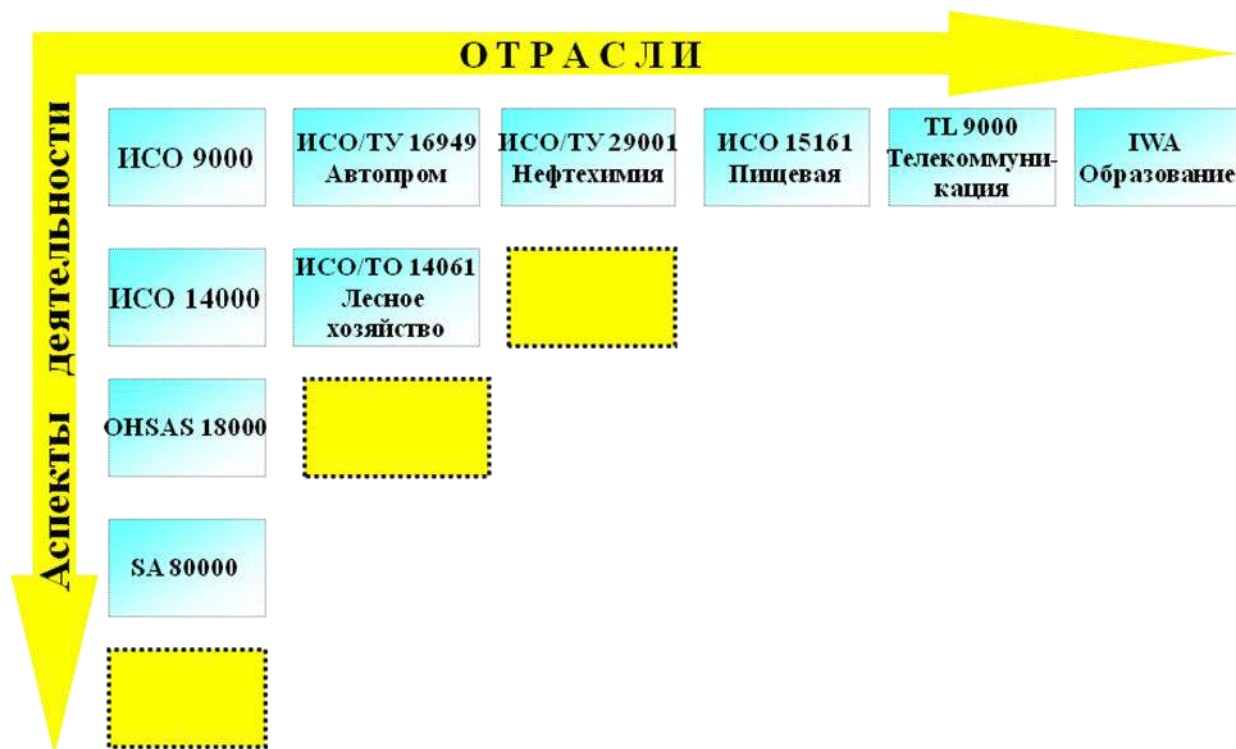 О Т Р А С Л И
Аспекты деятельности
ИСО 9000
ИСО/ТУ 16949
Автопром
ИСО/ТУ 29001
Нефтехимия
ИСО 15161
Пищевая
TL 9000
Телекоммуни-
кация
IWA
Образование
ИСО 14000
ИСО/ТО 14061
Лесное
хозяйство
OHSAS 18000
SA 80000